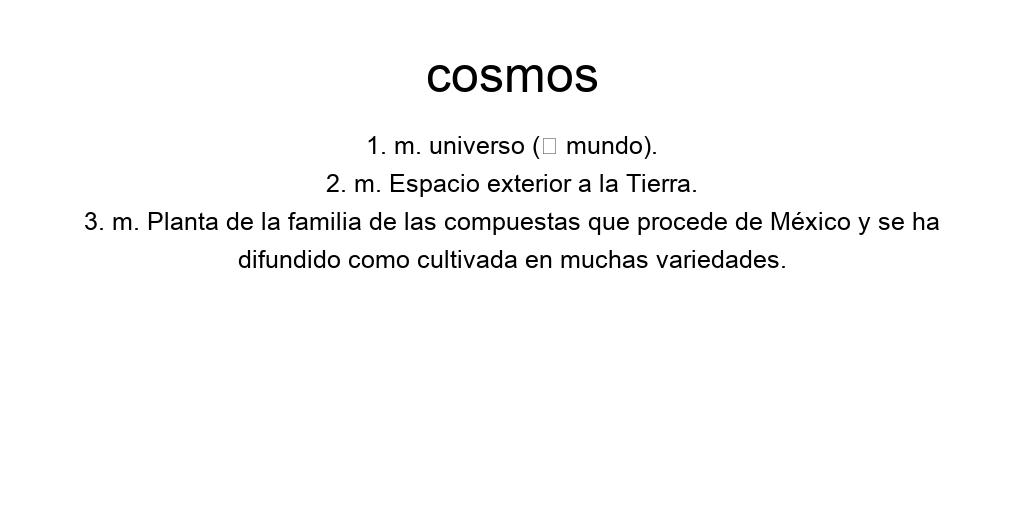 cosmos
1. m. universo (□ mundo).
2. m. Espacio exterior a la Tierra.
3. m. Planta de la familia de las compuestas que procede de México y se ha
difundido como cultivada en muchas variedades.